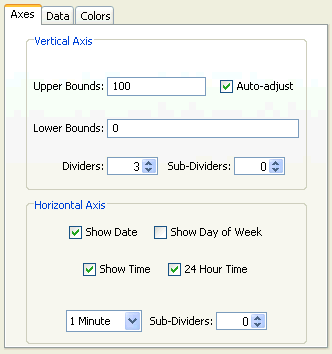 Axes Data Colors
Vertical Axis
Upper Bounds: 100 Auto-adjust
Lower Bounds: 0
Dividers: 3 Sub-Dividers: 0
Horizontal Axis
Show Date Show Day of Week
Show Time 24 Hour Time
1 Minute Sub-Dividers: 0